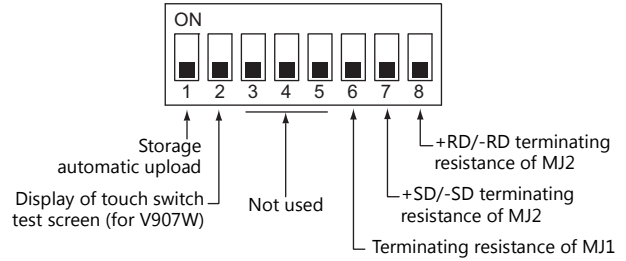 ON
1 2 3 4 5 6 7 8
Storage
automatic upload
Display of touch switch
test screen (for V907W)
Not used
+RD/-RD terminating
resistance of MJ2
+SD/-SD terminating
resistance of MJ2
Terminating resistance of MJ1